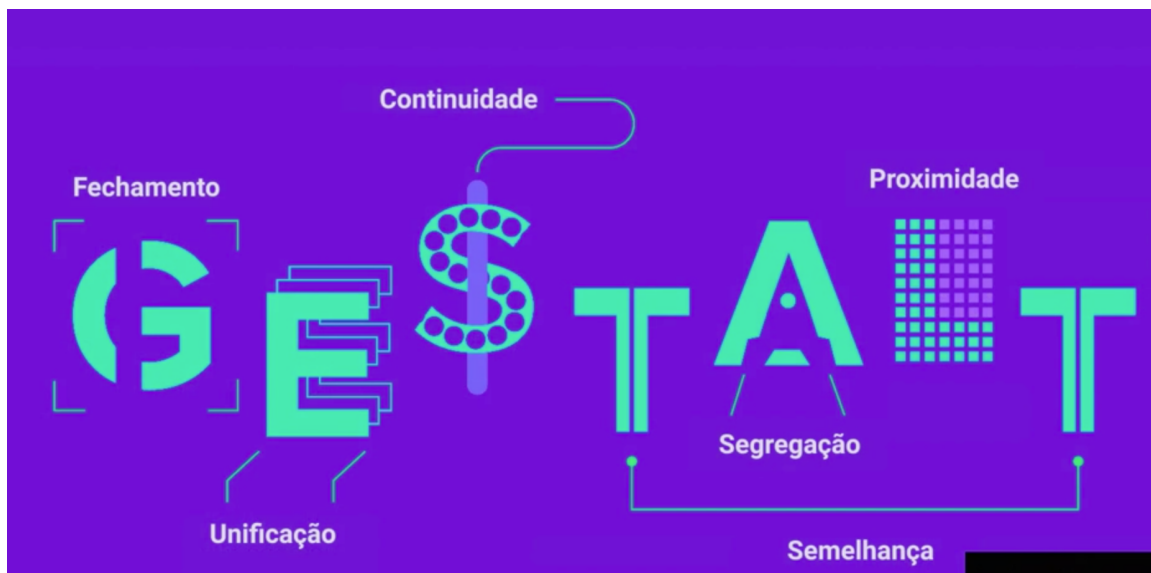 Continuidade
Fechamento
Proximidade
GESTALT
Segregação
Unificação
Semelhança